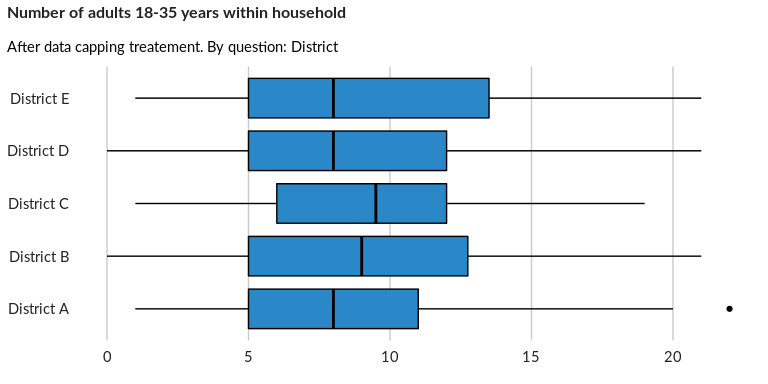 Number of adults 18-35 years within household
After data capping treatement. By question: District
District E
District D
District C
District B
District A
0 5 10 15 20